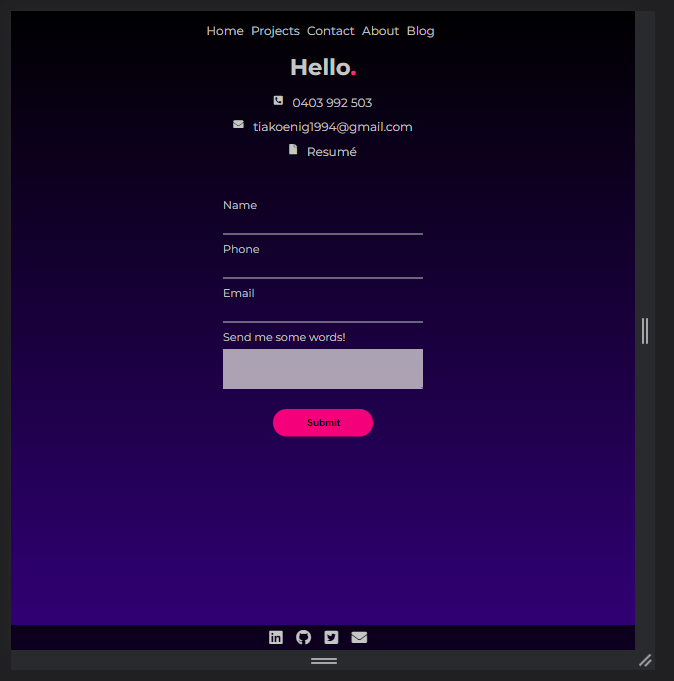 Home Projects Contact About Blog
Hello.
0403 992 503
tiakoenig1994@gmail.com
Resumé
Name
Phone
Email
Send me some words!
Submit